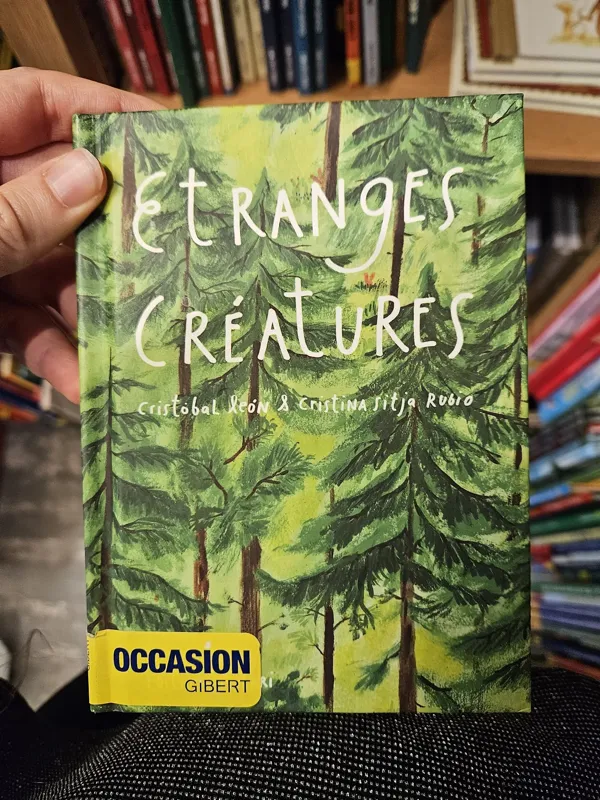 Etranges
Créatures
Cristóbal León & Cristina Sitja Rubio
OCCASION
GIBERT